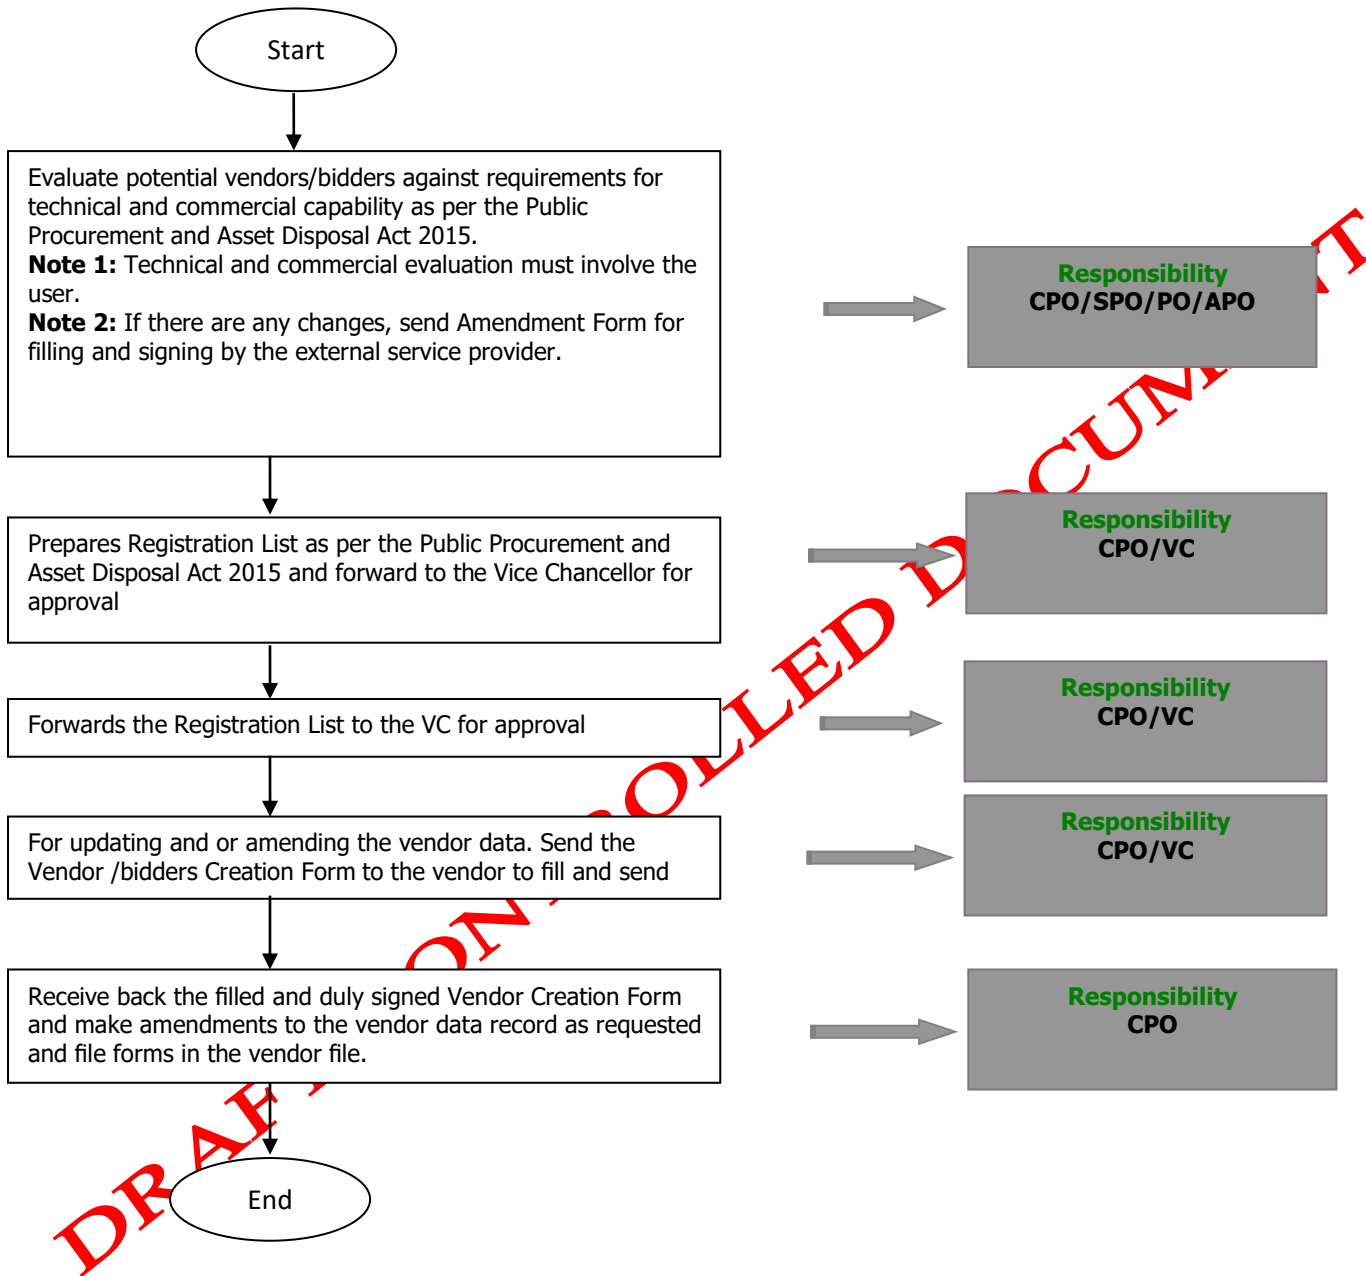 Start
Evaluate potential vendors/bidders against requirements for
technical and commercial capability as per the Public
Procurement and Asset Disposal Act 2015.
Note 1: Technical and commercial evaluation must involve the
user.
Note 2: If there are any changes, send Amendment Form for
filling and signing by the external service provider.
Responsibility
CPO/SPO/PO/APO
Prepares Registration List as per the Public Procurement and
Asset Disposal Act 2015 and forward to the Vice Chancellor for
approval
Responsibility
CPO/VC
Forwards the Registration List to the VC for approval
Responsibility
CPO/VC
For updating and or amending the vendor data. Send the
Vendor /bidders Creation Form to the vendor to fill and send
Responsibility
CPO/VC
Receive back the filled and duly signed Vendor Creation Form
and make amendments to the vendor data record as requested
and file forms in the vendor file.
Responsibility
CPO
End